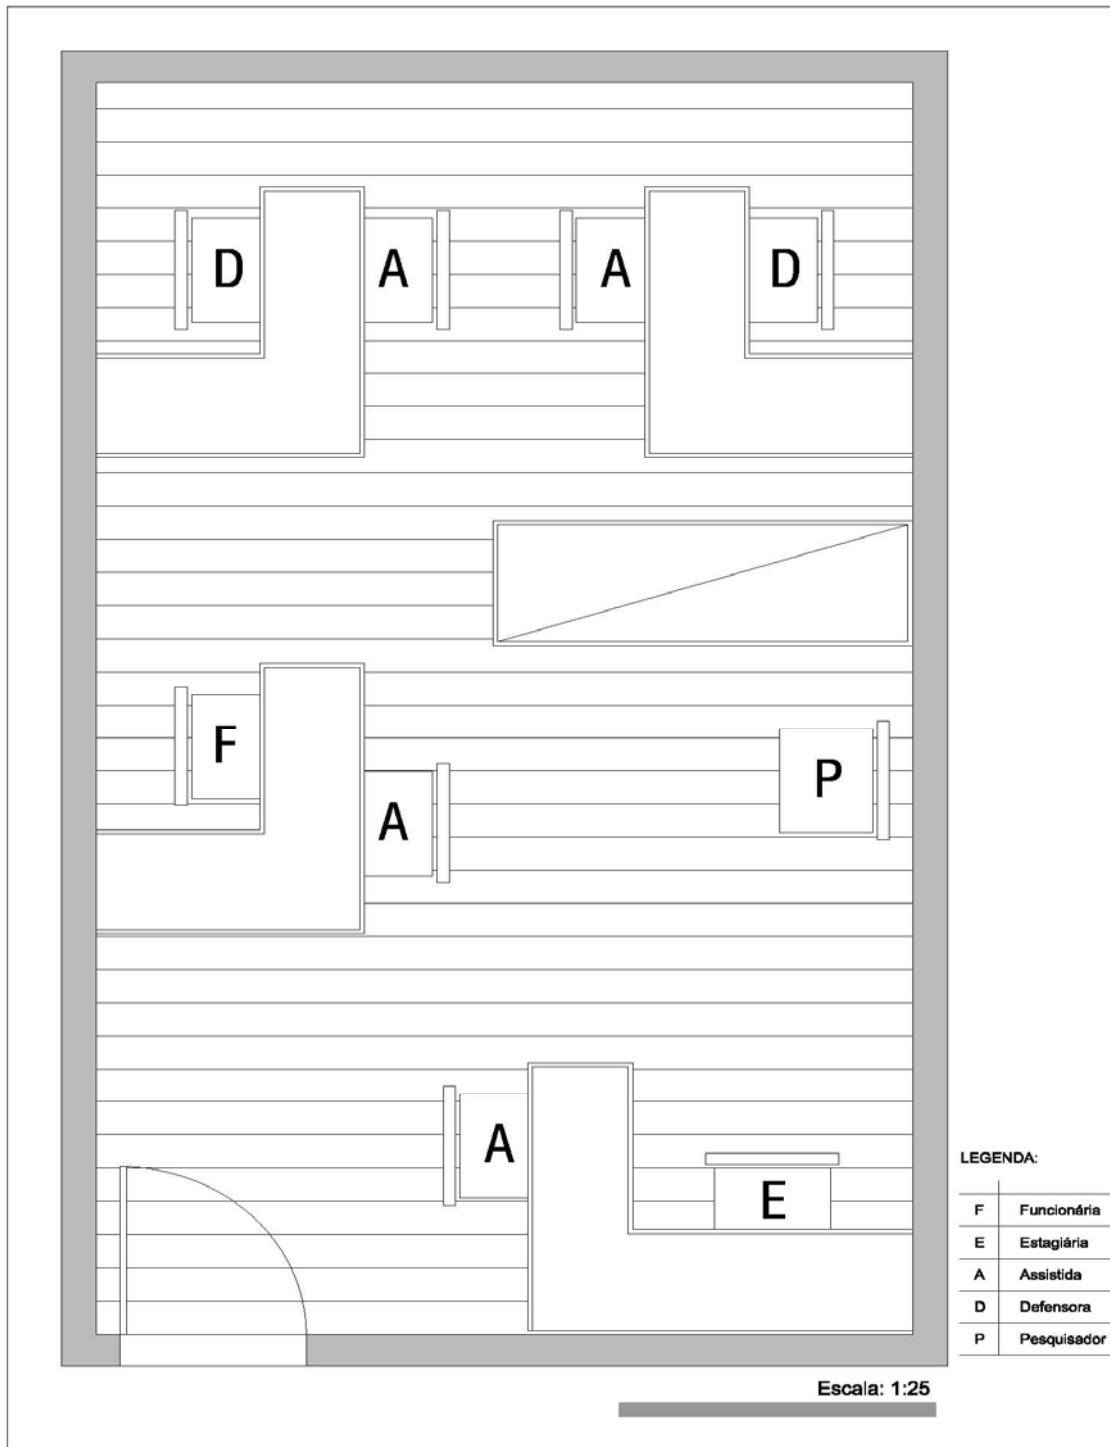 D A A D
F
P
A
A
E
LEGENDA:
F Funcionária
E Estagiária
A Assistida
D Defensora
P Pesquisador
Escala: 1:25